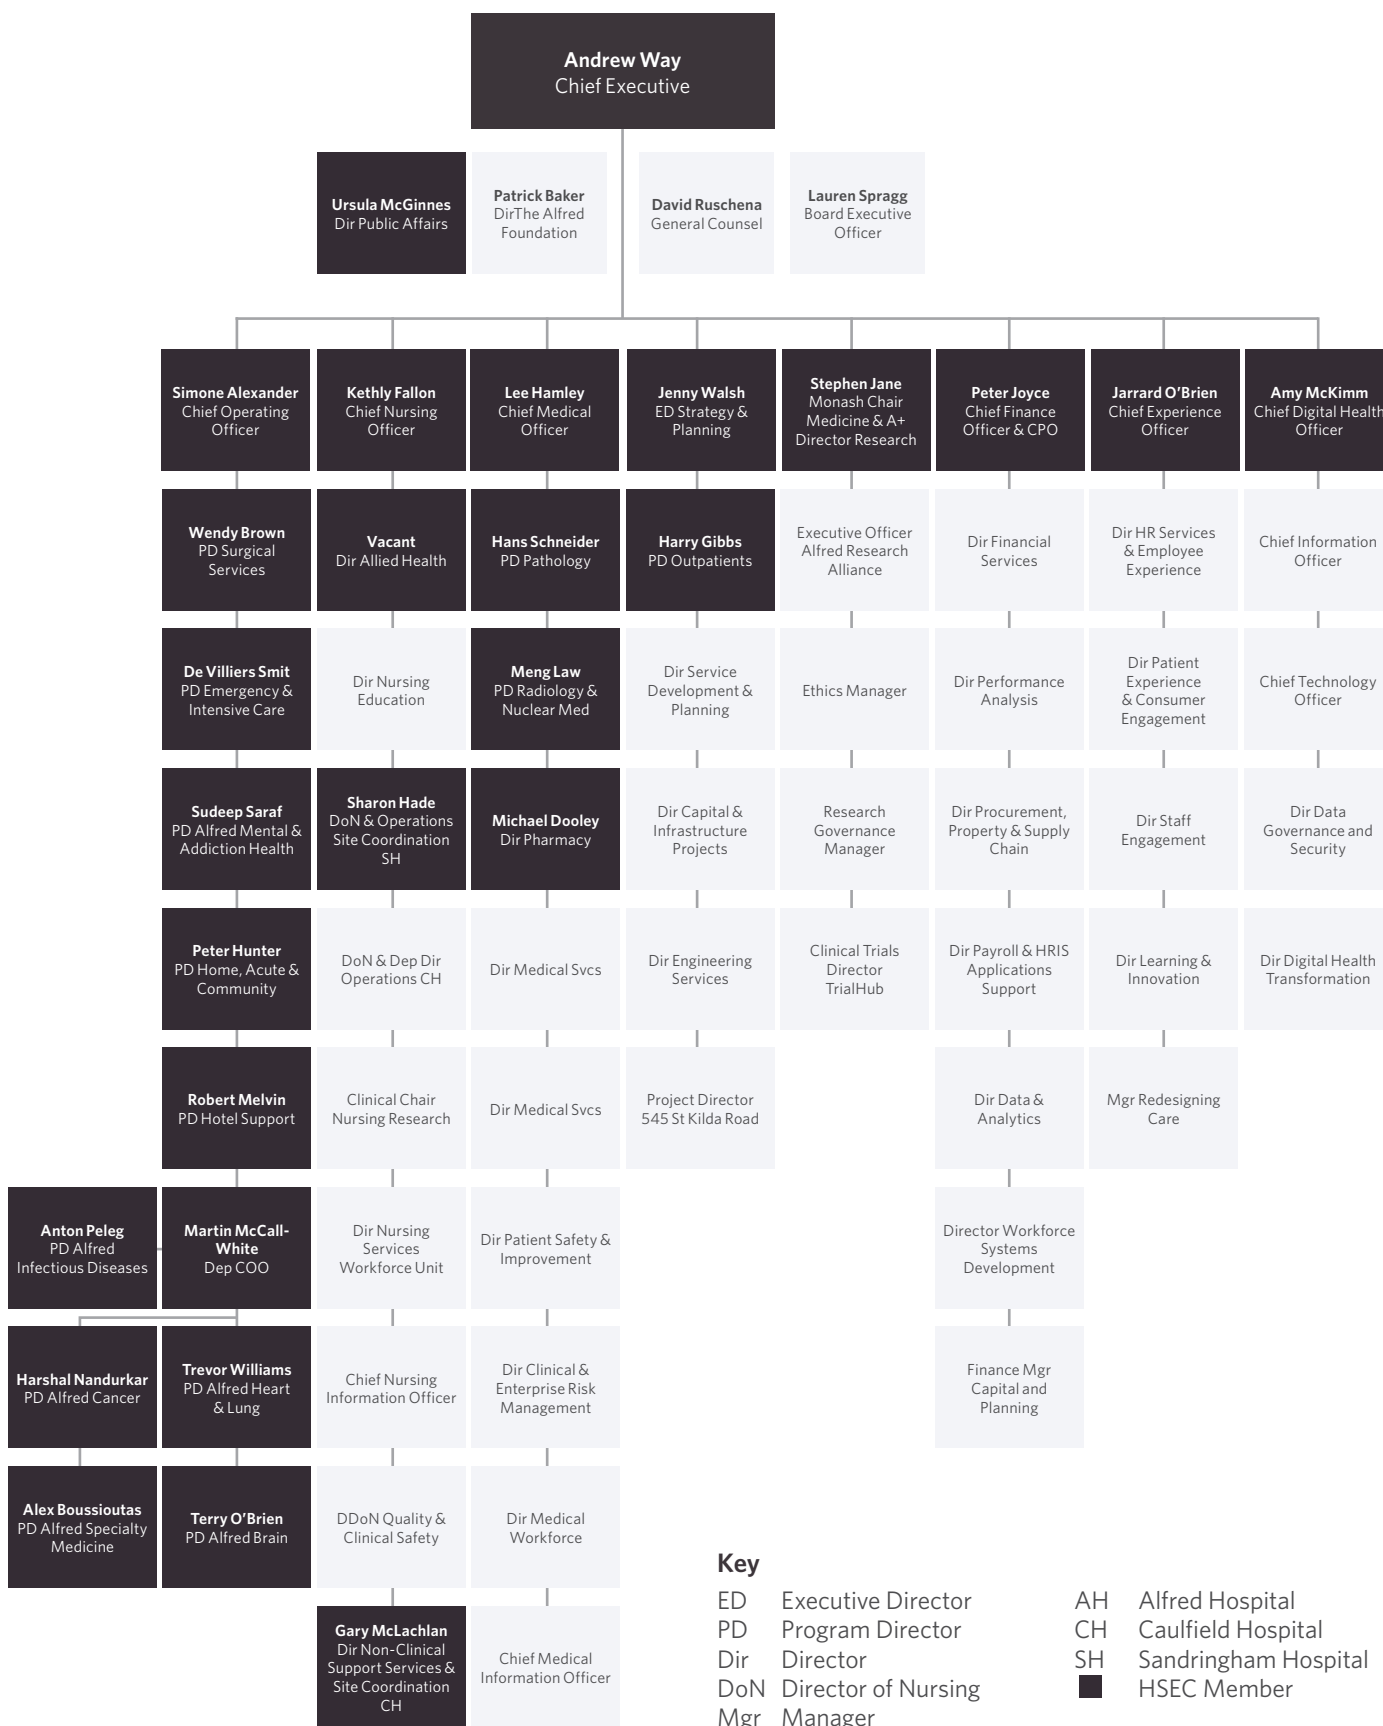 Andrew Way
Chief Executive
Ursula McGinnes
Dir Public Affairs
Patrick Baker
DirThe Alfred
Foundation
David Ruschena
General Counsel
Lauren Spragg
Board Executive
Officer
Simone Alexander
Chief Operating
Officer
Kethly Fallon
Chief Nursing
Officer
Lee Hamley
Chief Medical
Officer
Jenny Walsh
ED Strategy &
Planning
Stephen Jane
Monash Chair
Medicine & A+
Director Research
Peter Joyce
Chief Finance
Officer & CPO
Jarrard O'Brien
Chief Experience
Officer
Amy McKimm
Chief Digital Health
Officer
Wendy Brown
PD Surgical
Services
Vacant
Dir Allied Health
Hans Schneider
PD Pathology
Harry Gibbs
PD Outpatients
Executive Officer
Alfred Research
Alliance
Dir Financial
Services
Dir HR Services
& Employee
Experience
Chief Information
Officer
De Villiers Smit
PD Emergency &
Intensive Care
Dir Nursing
Education
Meng Law
PD Radiology &
Nuclear Med
Dir Service
Development &
Planning
Ethics Manager
Dir Performance
Analysis
Dir Patient
Experience
& Consumer
Engagement
Chief Technology
Officer
Sudeep Saraf
PD Alfred Mental &
Addiction Health
Sharon Hade
DoN & Operations
Site Coordination
SH
Michael Dooley
Dir Pharmacy
Dir Capital &
Infrastructure
Projects
Research
Governance
Manager
Dir Procurement,
Property & Supply
Chain
Dir Staff
Engagement
Dir Data
Governance and
Security
Peter Hunter
PD Home, Acute &
Community
DoN & Dep Dir
Operations CH
Dir Medical Svcs
Dir Engineering
Services
Clinical Trials
Director
TrialHub
Dir Payroll & HRIS
Applications
Support
Dir Learning &
Innovation
Dir Digital Health
Transformation
Robert Melvin
PD Hotel Support
Clinical Chair
Nursing Research
Dir Medical Svcs
Project Director
545 St Kilda Road
Dir Data &
Analytics
Mgr Redesigning
Care
Anton Peleg
PD Alfred
Infectious Diseases
Martin McCall-
White
Dep COO
Dir Nursing
Services
Workforce Unit
Dir Patient Safety &
Improvement
Director Workforce
Systems
Development
Harshal Nandurkar
PD Alfred Cancer
Trevor Williams
PD Alfred Heart
& Lung
Chief Nursing
Information Officer
Dir Clinical &
Enterprise Risk
Management
Finance Mgr
Capital and
Planning
Alex Boussioutas
PD Alfred Specialty
Medicine
Terry O'Brien
PD Alfred Brain
DDoN Quality &
Clinical Safety
Dir Medical
Workforce
Gary McLachlan
Dir Non-Clinical
Support Services &
Site Coordination
CH
Chief Medical
Information Officer
Key
ED Executive Director
PD Program Director
Dir Director
DoN Director of Nursing
Mgr Manager
AH Alfred Hospital
CH Caulfield Hospital
SH Sandringham Hospital
HSEC Member